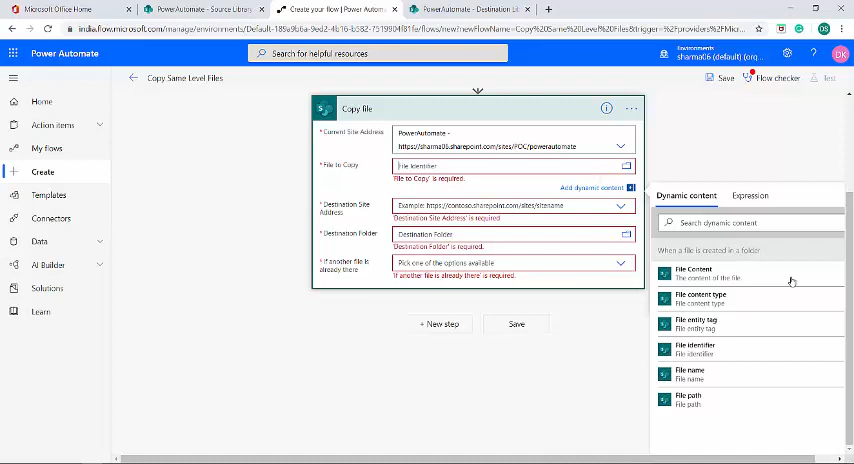 Microsoft Office Home
PowerAutomate - Source Library
Create your flow | Power Automa
PowerAutomate - Destination Lib
india.flow.microsoft.com/manage/environments/Default-189a9b6a-9ed2-4b16-b582-7519904f81fe/flows/new?newFlowName=Copy%20Same%20Level%20Files&trigger=%2Fproviders%2FMicr...
DS
Power Automate
Search for helpful resources
Environments
sharma06 (default) (org...
DK
Copy Same Level Files
Save
Flow checker
Test
Home
Action items
My flows
Create
Templates
Connectors
Data
AI Builder
Solutions
Learn
Copy file
* Current Site Address
PowerAutomate -
https://sharma06.sharepoint.com/sites/POC/powerautomate
* File to Copy
File Identifier
'File to Copy' is required.
Add dynamic content
* Destination Site Address
Example: https://contoso.sharepoint.com/sites/sitename
'Destination Site Address' is required
* Destination Folder
Destination Folder
'Destination Folder' is required.
* If another file is already there
Pick one of the options available
'If another file is already there' is required.
+ New step
Save
Dynamic content
Expression
Search dynamic content
When a file is created in a folder
File Content
The content of the file.
File content type
File content type
File entity tag
File entity tag
File identifier
File identifier
File name
File name
File path
File path